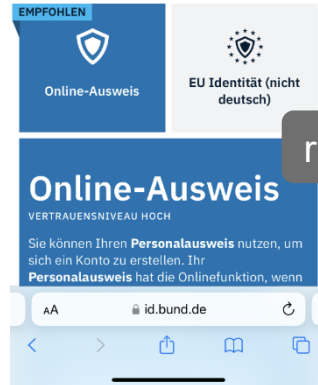 EMPFOHLEN
Online-Ausweis
EU Identität (nicht
deutsch)
r
Online-Ausweis
VERTRAUENSNIVEAU HOCH
Sie können Ihren Personalausweis nutzen, um
sich ein Konto zu erstellen. Ihr
Personalausweis hat die Onlinefunktion, wenn
AA
id.bund.de